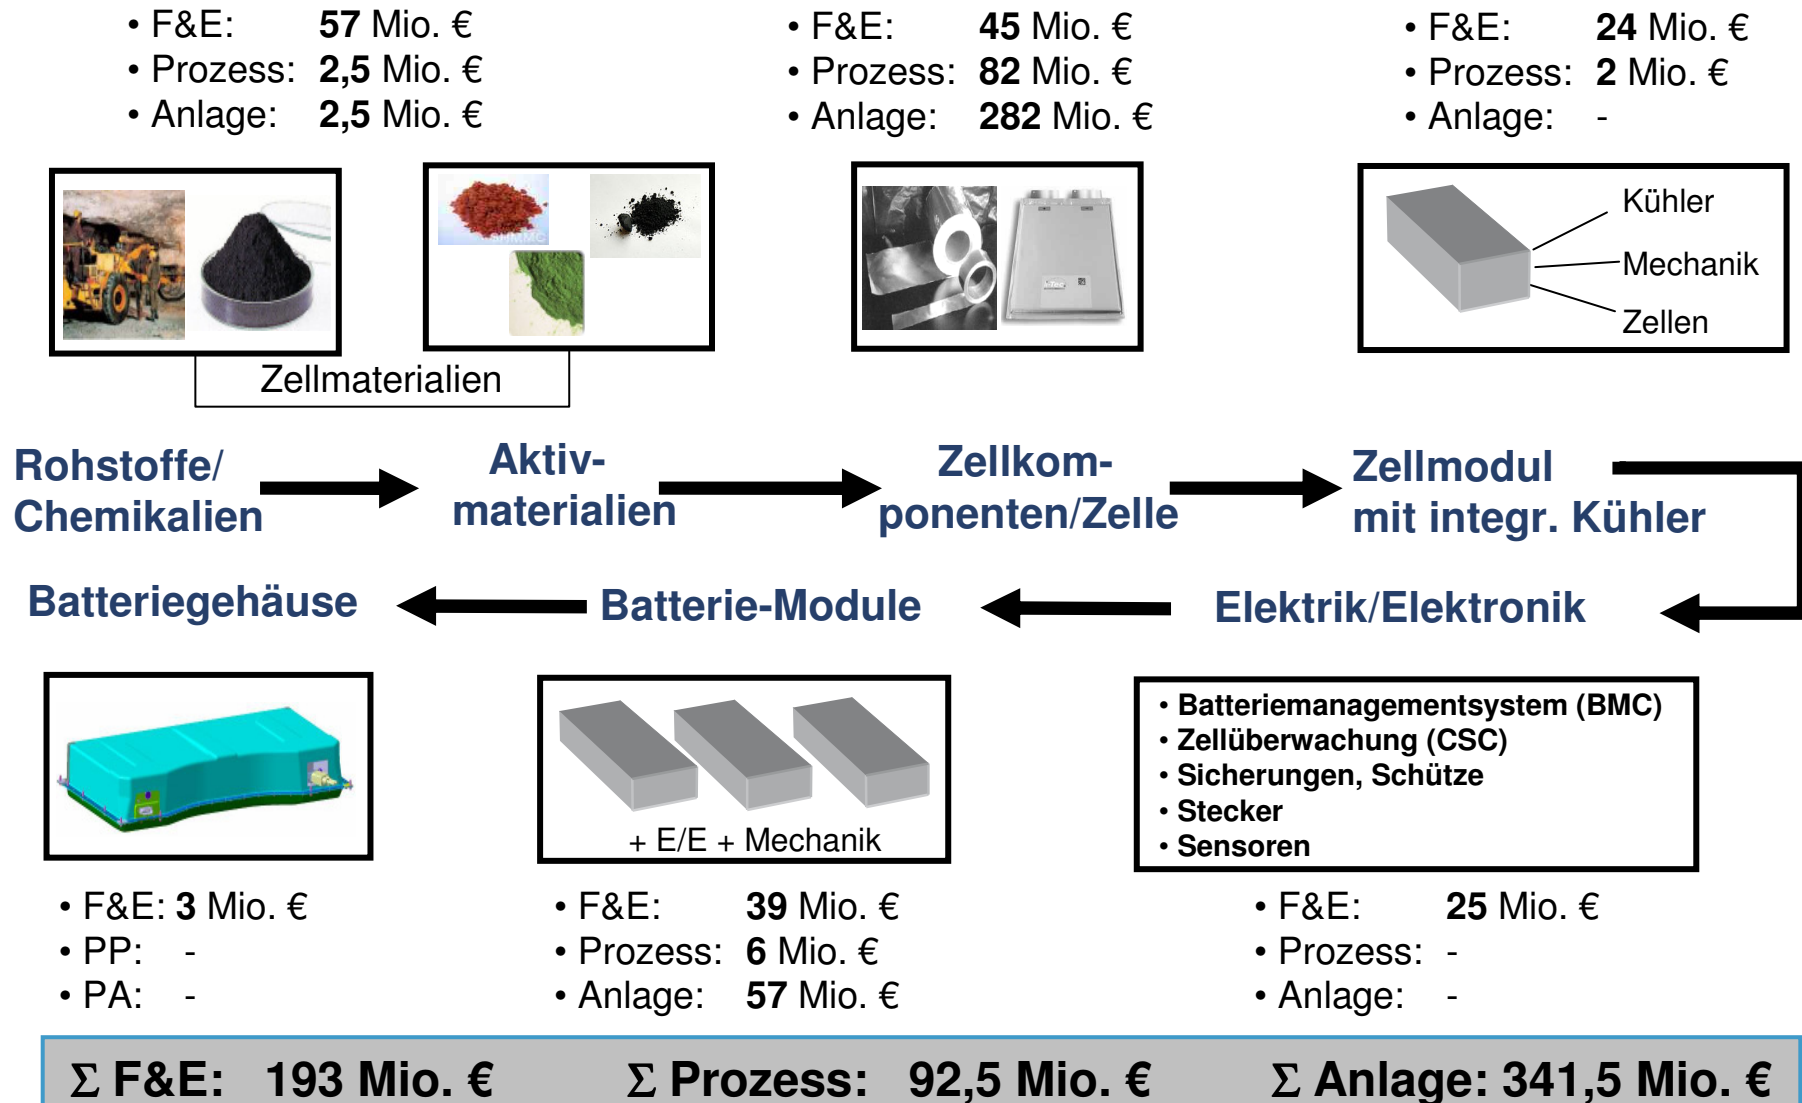 • F&E: 57 Mio. €
• Prozess: 2,5 Mio. €
• Anlage: 2,5 Mio. €
• F&E: 45 Mio. €
• Prozess: 82 Mio. €
• Anlage: 282 Mio. €
• F&E: 24 Mio. €
• Prozess: 2 Mio. €
• Anlage: -
Kühler
Mechanik
Zellen
Zellmaterialien
Rohstoffe/
Chemikalien
Aktiv-
materialien
Zellkom-
ponenten/Zelle
Zellmodul
mit integr. Kühler
Batteriegehäuse
Batterie-Module
Elektrik/Elektronik
+ E/E + Mechanik
• Batteriemanagementsystem (BMC)
• Zellüberwachung (CSC)
• Sicherungen, Schütze
• Stecker
• Sensoren
• F&E: 3 Mio. €
• PP: -
• PA: -
• F&E: 39 Mio. €
• Prozess: 6 Mio. €
• Anlage: 57 Mio. €
• F&E: 25 Mio. €
• Prozess: -
• Anlage: -
Σ F&E: 193 Mio. € Σ Prozess: 92,5 Mio. € Σ Anlage: 341,5 Mio. €